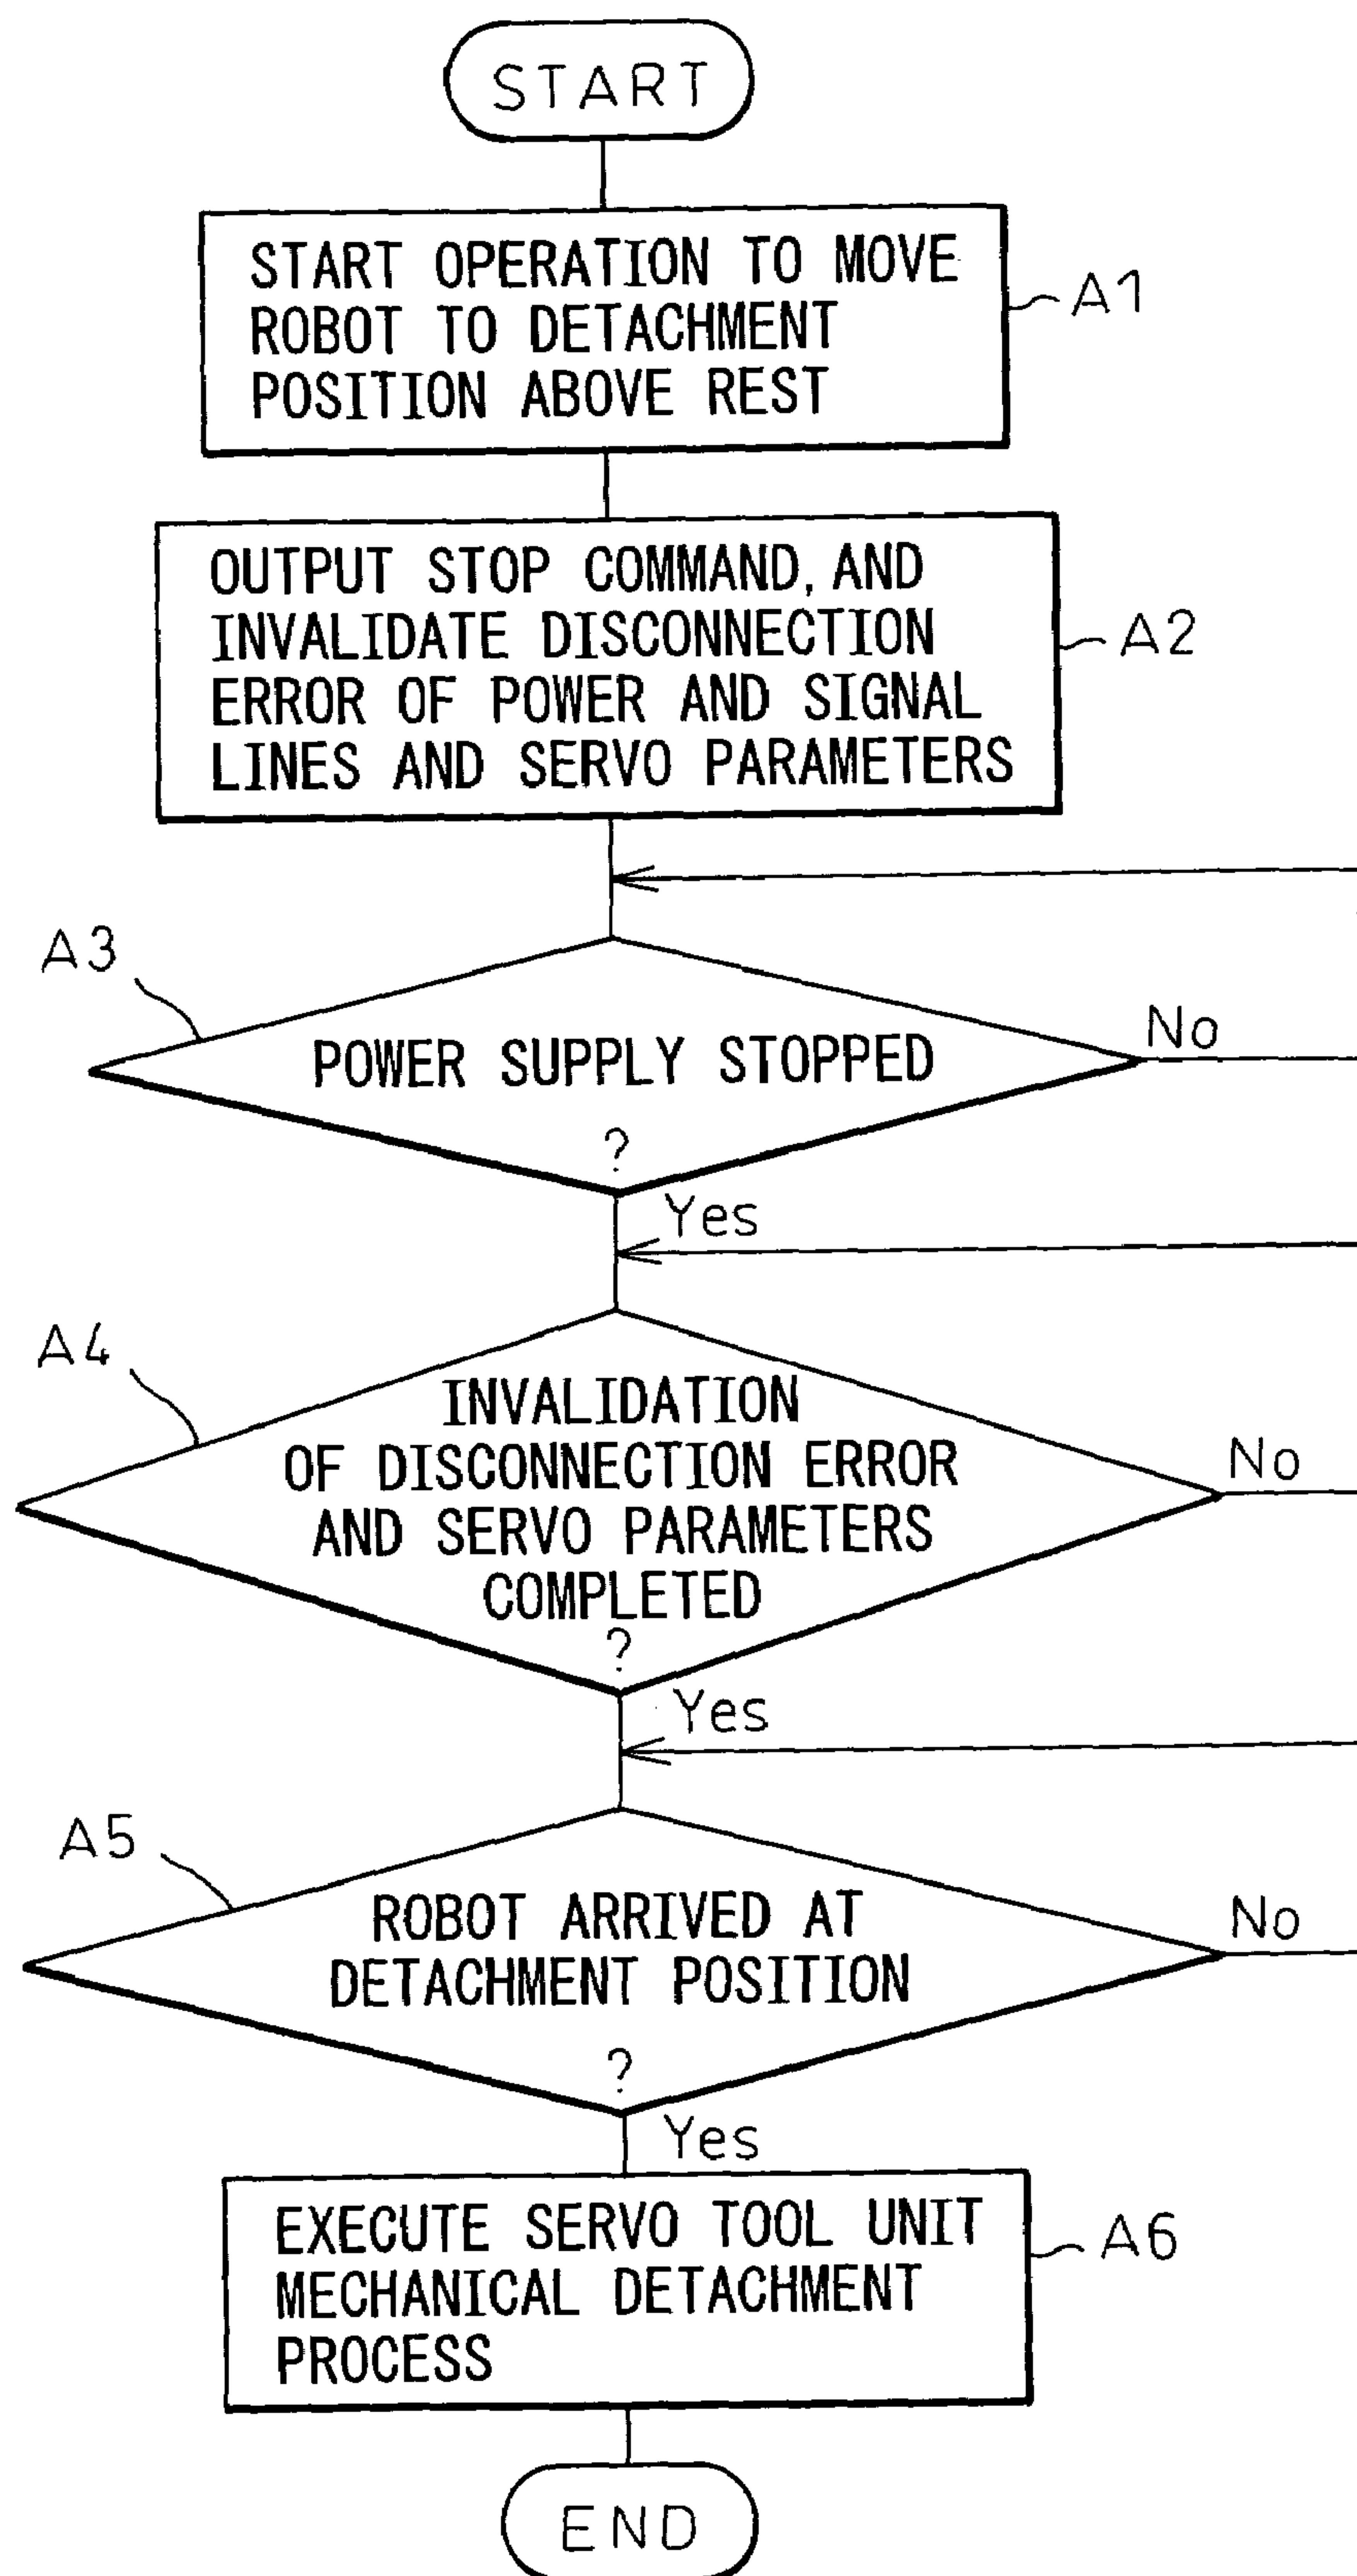 START
START OPERATION TO MOVE
ROBOT TO DETACHMENT
POSITION ABOVE REST
A1
OUTPUT STOP COMMAND, AND
INVALIDATE DISCONNECTION
ERROR OF POWER AND SIGNAL
LINES AND SERVO PARAMETERS
A2
A3
POWER SUPPLY STOPPED
?
No
Yes
A4
INVALIDATION
OF DISCONNECTION ERROR
AND SERVO PARAMETERS
COMPLETED
?
No
Yes
A5
ROBOT ARRIVED AT
DETACHMENT POSITION
?
No
Yes
EXECUTE SERVO TOOL UNIT
MECHANICAL DETACHMENT
PROCESS
A6
END